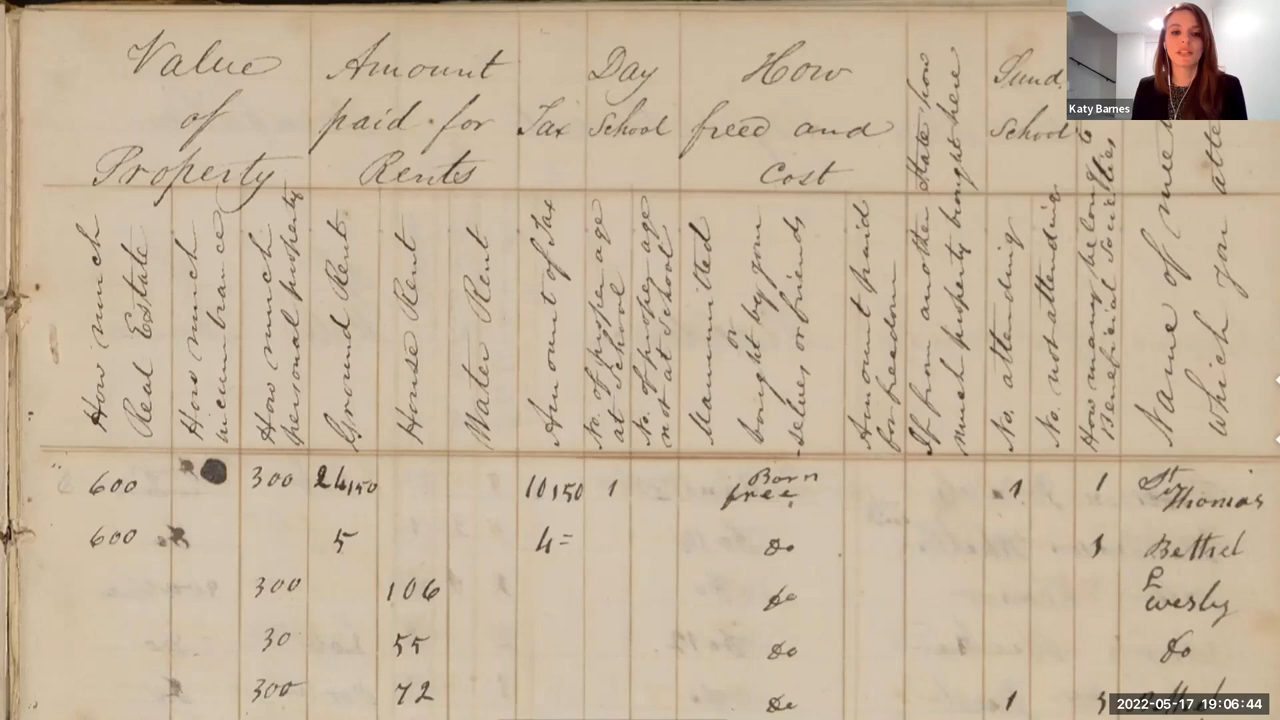 Value
of
Property
Amount
paid for
Rents
Tax
Day
School
How
freed and
Cost
State how
brought here
Sund.
School
Katy Barnes
How much
Real Estate
How much
incumbrance
How much
personal property
Ground Rent
House Rent
Water Rent
Amount of Tax
No. of proper age
at School
No. of proper age
not at School
Manumitted
or
bought by your
-selves or friends
Amount paid
for freedom
If from another
much property
No. attending
No. not attending
How many belong to
Beneficial Societies
Name of
which you
600 300 24,50 10,50 1 Born free 1 1 St Thomas
600 5 4= do Bethel
300 106 do P Wesley
30 55 do do
300 72 do 1
2022-05-17 19:06:44